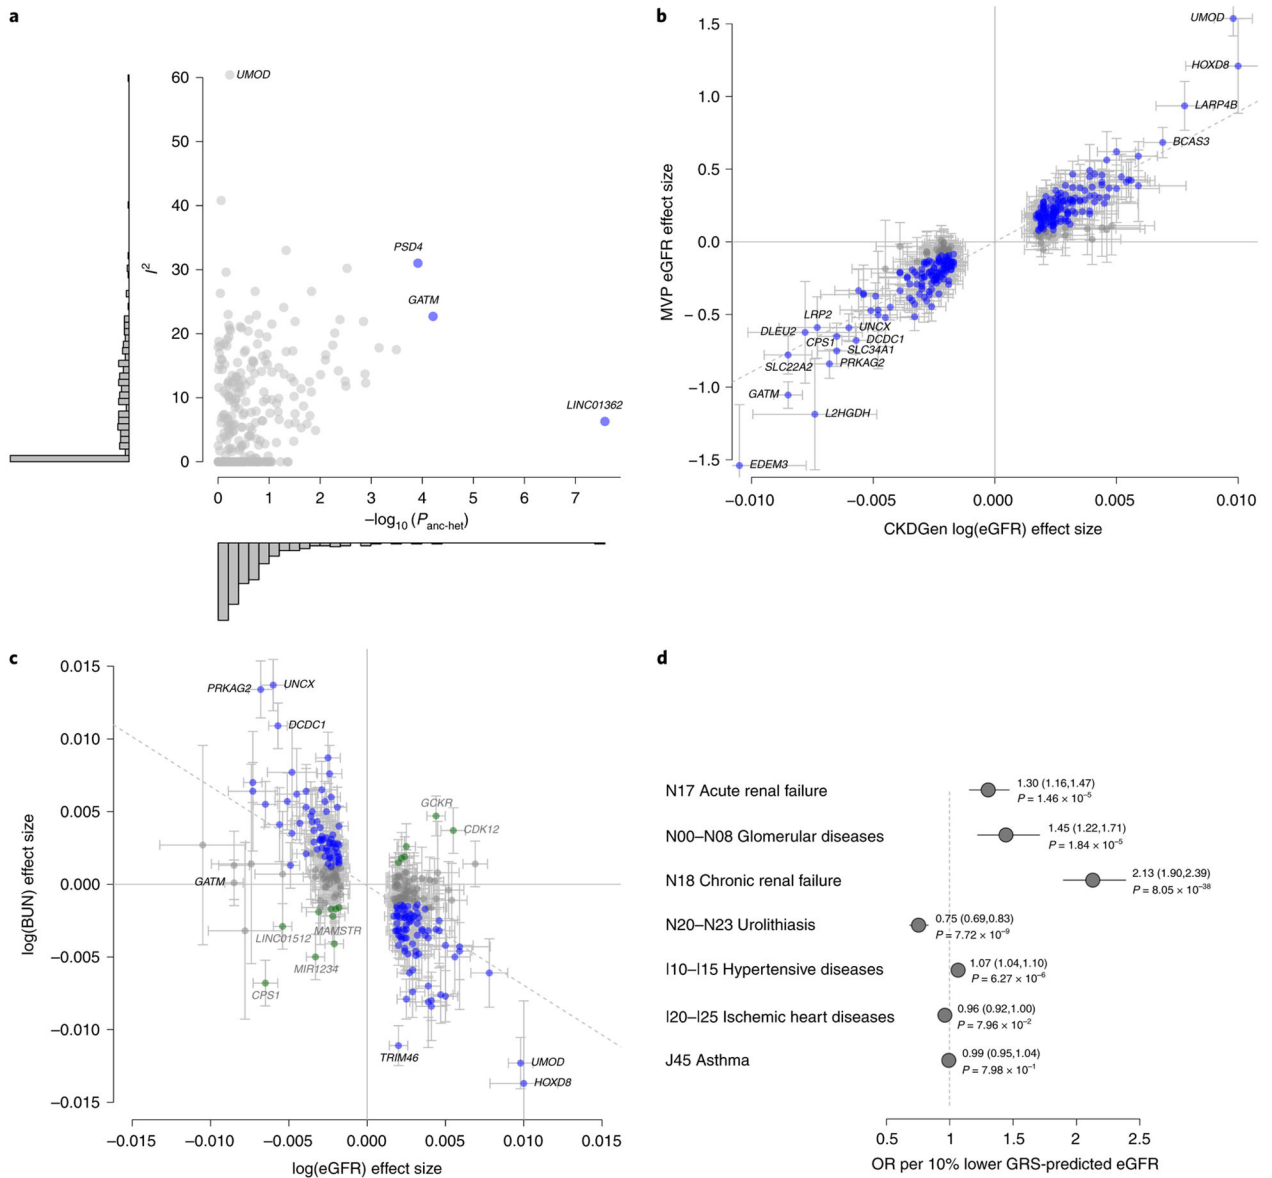 a
60
50
40
30
20
10
0
I²
UMOD
PSD4
GATM
LINC01362
0 1 2 3 4 5 6 7
−log₁₀ (P anc-het)
b
1.5
1.0
0.5
0.0
−0.5
−1.0
−1.5
MVP eGFR effect size
UMOD
HOXD8
LARP4B
BCAS3
LRP2
DLEU2
UNCX
CPS1
DCDC1
SLC34A1
SLC22A2
PRKAG2
GATM
L2HGDH
EDEM3
−0.010 −0.005 0.000 0.005 0.010
CKDGen log(eGFR) effect size
c
0.015
0.010
0.005
0.000
−0.005
−0.010
−0.015
log(BUN) effect size
PRKAG2
UNCX
DCDC1
GCKR
CDK12
GATM
LINC01512
MAMSTR
MIR1234
CPS1
TRIM46
UMOD
HOXD8
−0.015 −0.010 −0.005 0.000 0.005 0.010 0.015
log(eGFR) effect size
d
N17 Acute renal failure
1.30 (1.16,1.47)
P = 1.46 × 10⁻⁵
N00–N08 Glomerular diseases
1.45 (1.22,1.71)
P = 1.84 × 10⁻⁵
N18 Chronic renal failure
2.13 (1.90,2.39)
P = 8.05 × 10⁻³⁸
N20–N23 Urolithiasis
0.75 (0.69,0.83)
P = 7.72 × 10⁻⁹
I10–I15 Hypertensive diseases
1.07 (1.04,1.10)
P = 6.27 × 10⁻⁶
I20–I25 Ischemic heart diseases
0.96 (0.92,1.00)
P = 7.96 × 10⁻²
J45 Asthma
0.99 (0.95,1.04)
P = 7.98 × 10⁻¹
0.5 1 1.5 2 2.5
OR per 10% lower GRS-predicted eGFR